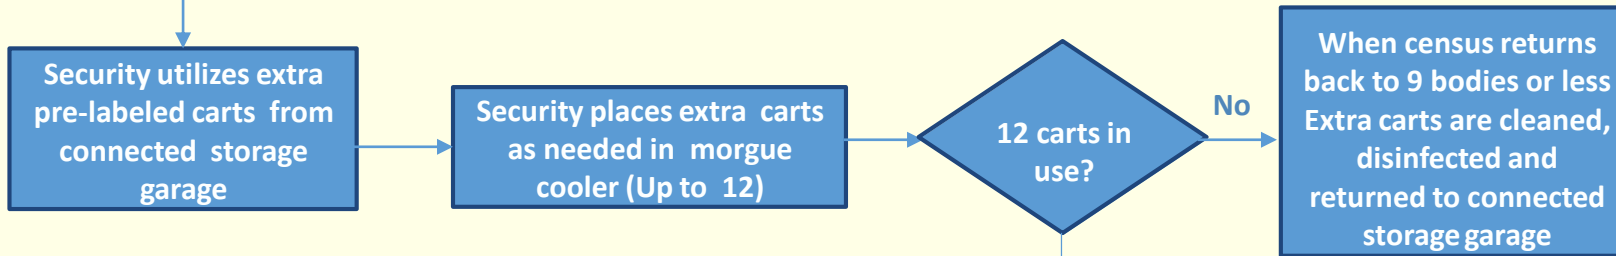 Security utilizes extra
pre-labeled carts from
connected storage
garage
Security places extra carts
as needed in morgue
cooler (Up to 12)
12 carts in
use?
No
When census returns
back to 9 bodies or less
Extra carts are cleaned,
disinfected and
returned to connected
storage garage